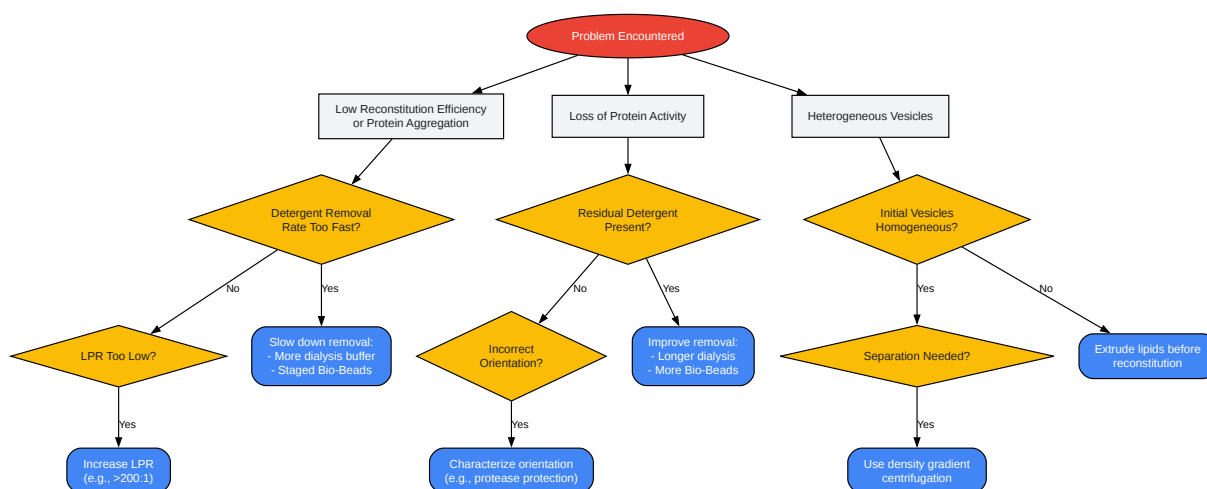 Problem Encountered
Low Reconstitution Efficiency
or Protein Aggregation
Loss of Protein Activity
Heterogeneous Vesicles
Detergent Removal
Rate Too Fast?
Residual Detergent
Present?
Initial Vesicles
Homogeneous?
No
Yes
No
Yes
Yes
No
LPR Too Low?
Slow down removal:
- More dialysis buffer
- Staged Bio-Beads
Incorrect
Orientation?
Improve removal:
- Longer dialysis
- More Bio-Beads
Separation Needed?
Extrude lipids before
reconstitution
Yes
Yes
Yes
Increase LPR
(e.g., >200:1)
Characterize orientation
(e.g., protease protection)
Use density gradient
centrifugation